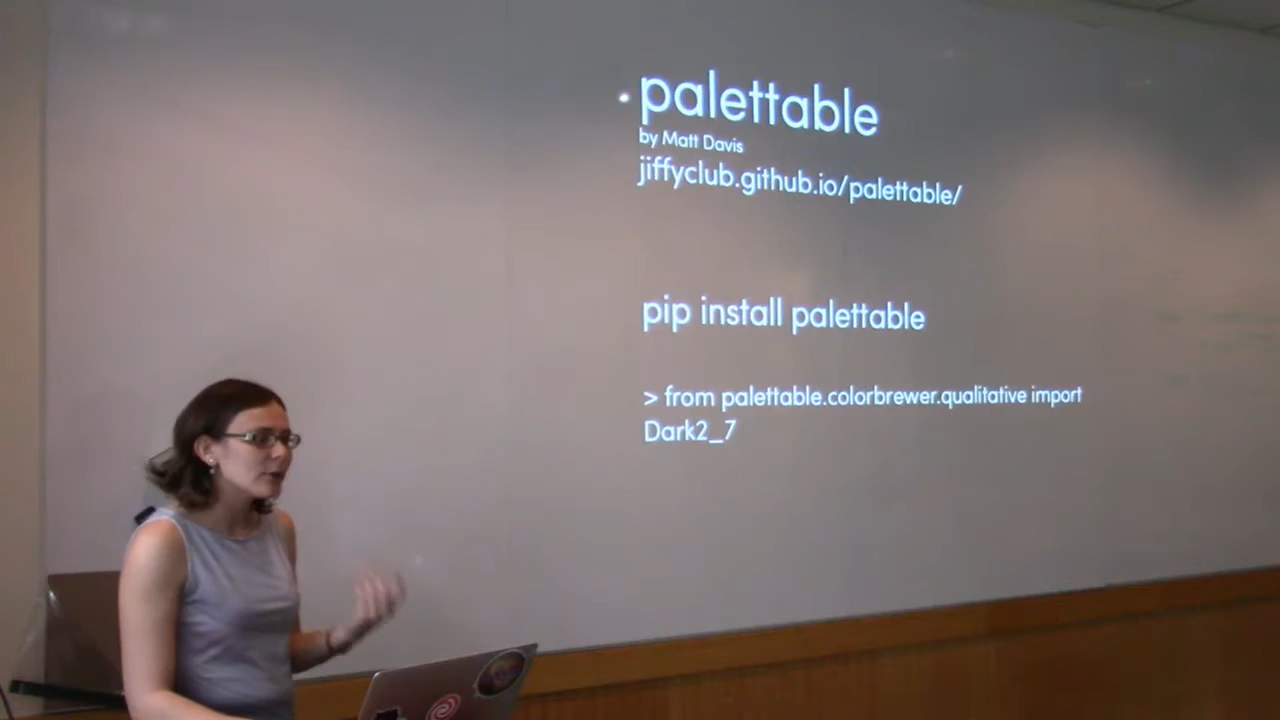 palettable
by Matt Davis
jiffyclub.github.io/palettable/
pip install palettable
> from palettable.colorbrewer.qualitative import
Dark2_7